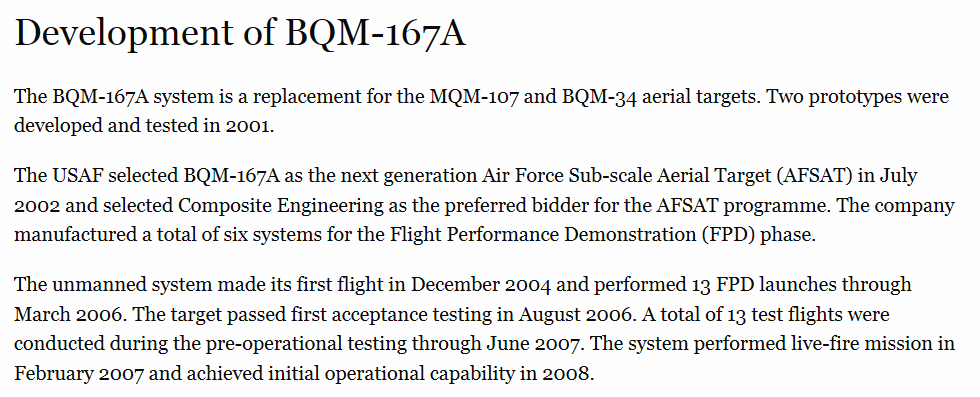 Development of BQM-167A
The BQM-167A system is a replacement for the MQM-107 and BQM-34 aerial targets. Two prototypes were
developed and tested in 2001.
The USAF selected BQM-167A as the next generation Air Force Sub-scale Aerial Target (AFSAT) in July
2002 and selected Composite Engineering as the preferred bidder for the AFSAT programme. The company
manufactured a total of six systems for the Flight Performance Demonstration (FPD) phase.
The unmanned system made its first flight in December 2004 and performed 13 FPD launches through
March 2006. The target passed first acceptance testing in August 2006. A total of 13 test flights were
conducted during the pre-operational testing through June 2007. The system performed live-fire mission in
February 2007 and achieved initial operational capability in 2008.